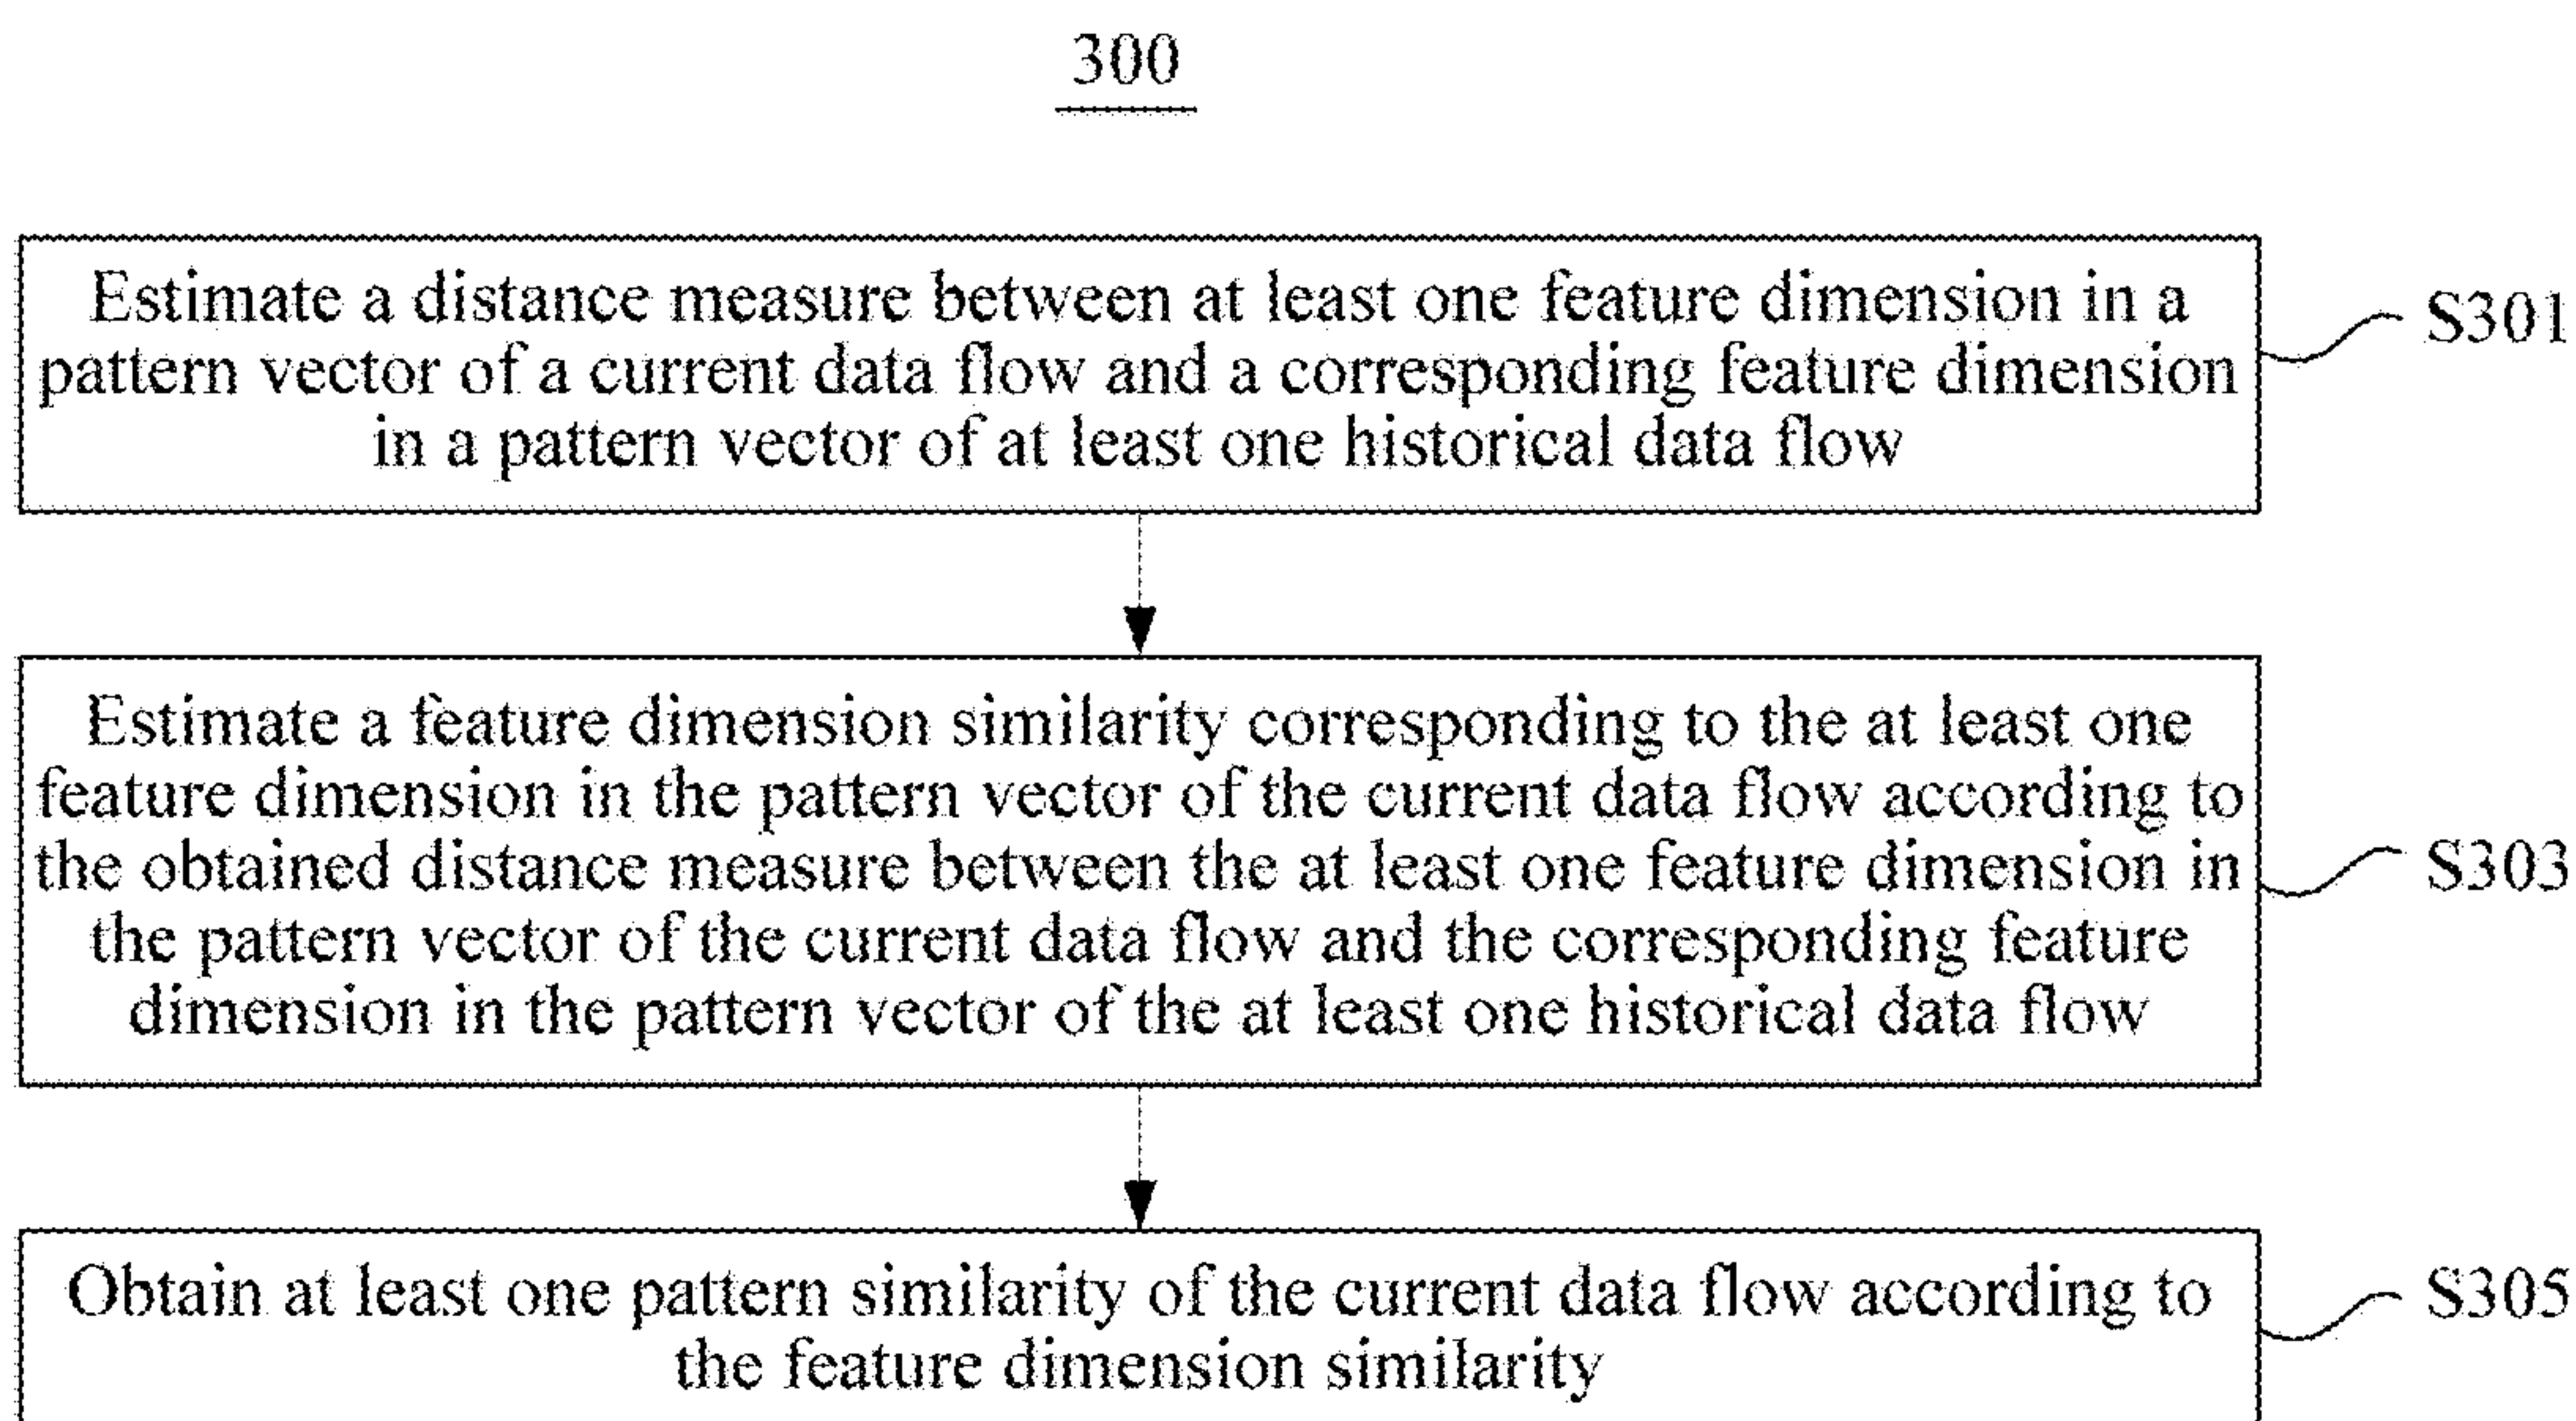 300
Estimate a distance measure between at least one feature dimension in a
pattern vector of a current data flow and a corresponding feature dimension
in a pattern vector of at least one historical data flow
S301
Estimate a feature dimension similarity corresponding to the at least one
feature dimension in the pattern vector of the current data flow according to
the obtained distance measure between the at least one feature dimension in
the pattern vector of the current data flow and the corresponding feature
dimension in the pattern vector of the at least one historical data flow
S303
Obtain at least one pattern similarity of the current data flow according to
the feature dimension similarity
S305